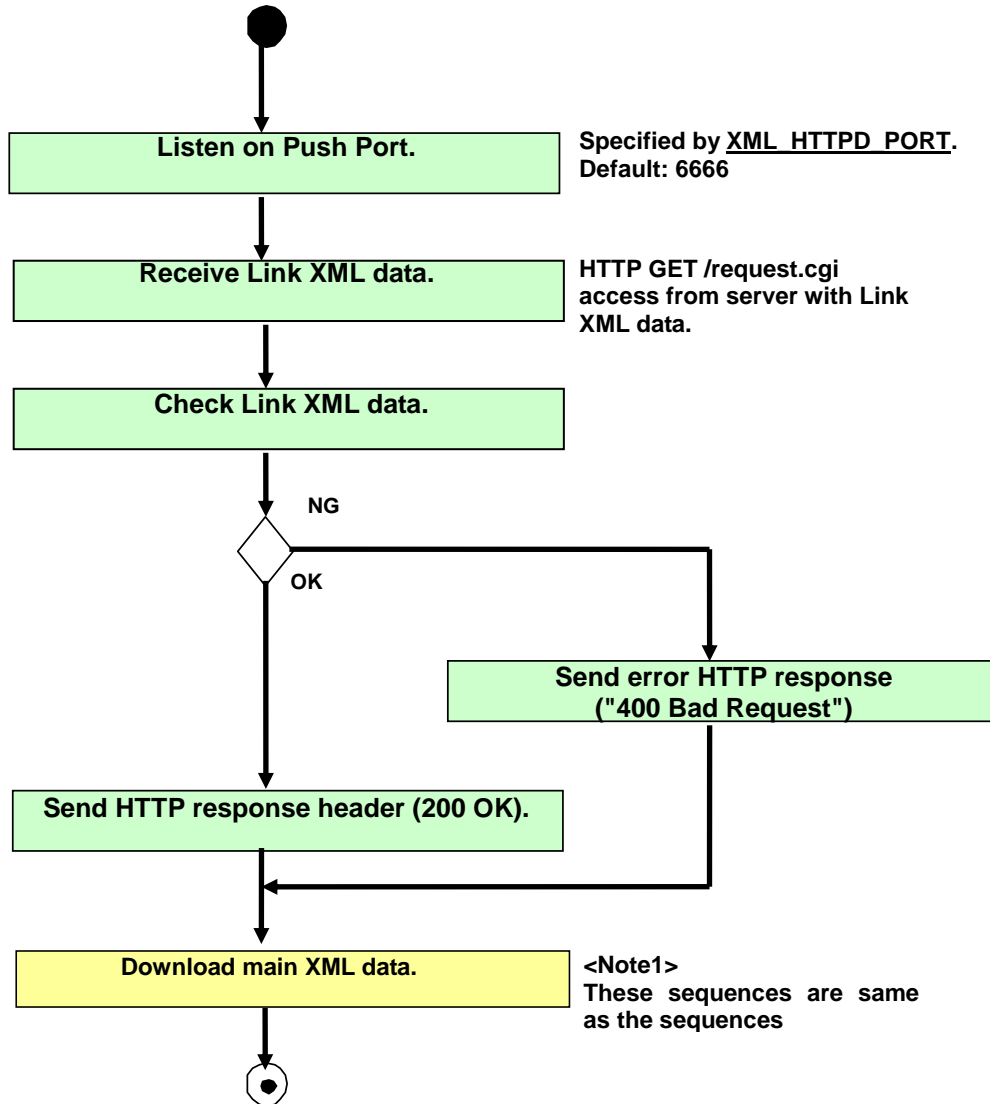 Listen on Push Port.
Specified by XML_HTTPD_PORT.
Default: 6666
Receive Link XML data.
HTTP GET /request.cgi
access from server with Link
XML data.
Check Link XML data.
NG
OK
Send error HTTP response
("400 Bad Request")
Send HTTP response header (200 OK).
Download main XML data.
<Note1>
These sequences are same
as the sequences